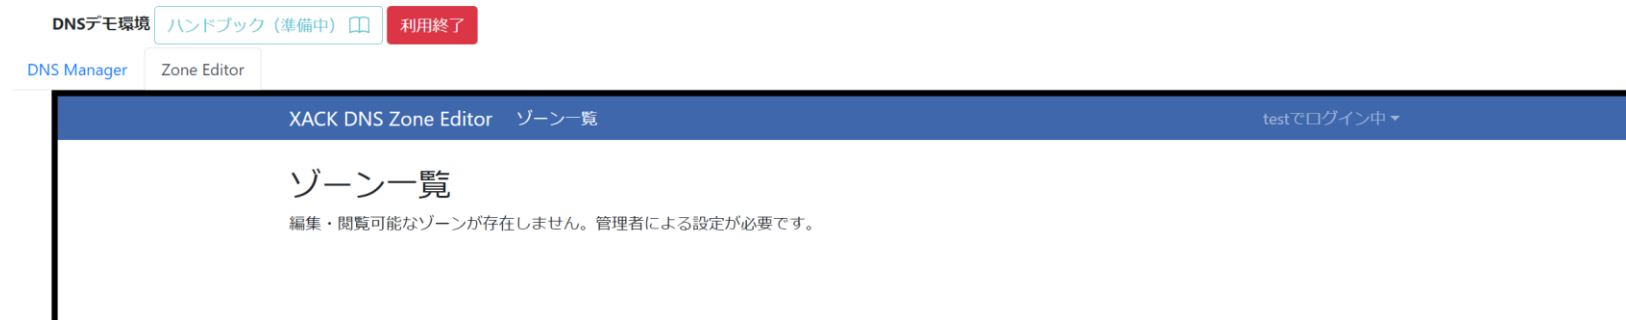 DNSデモ環境 ハンドブック（準備中） 利用終了
DNS Manager Zone Editor
XACK DNS Zone Editor ゾーン一覧 testでログイン中
ゾーン一覧
編集・閲覧可能なゾーンが存在しません。管理者による設定が必要です。